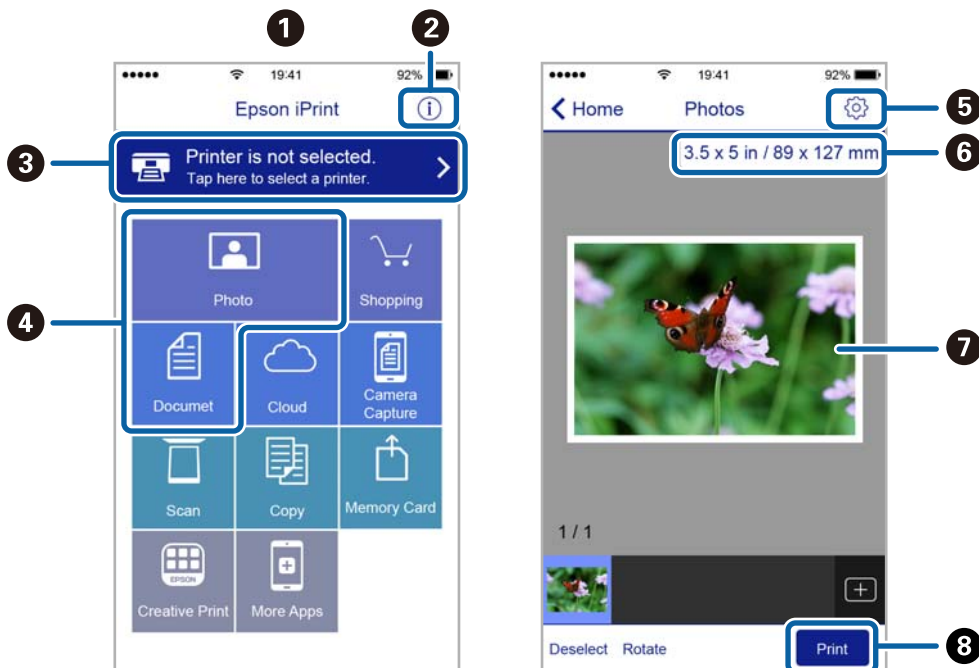 1
2
19:41
92%
Epson iPrint
3
Printer is not selected.
Tap here to select a printer.
4
Photo
Shopping
Documet
Cloud
Camera
Capture
Scan
Copy
Memory Card
EPSON
Creative Print
More Apps
19:41
92%
Home
Photos
5
3.5 x 5 in / 89 x 127 mm
6
7
1 / 1
Deselect
Rotate
Print
8